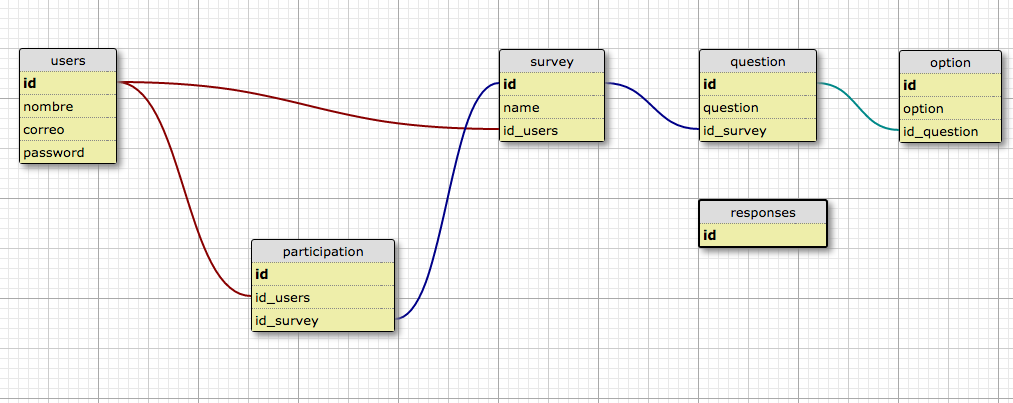 users
id
nombre
correo
password
survey
id
name
id_users
question
id
question
id_survey
option
id
option
id_question
responses
id
participation
id
id_users
id_survey